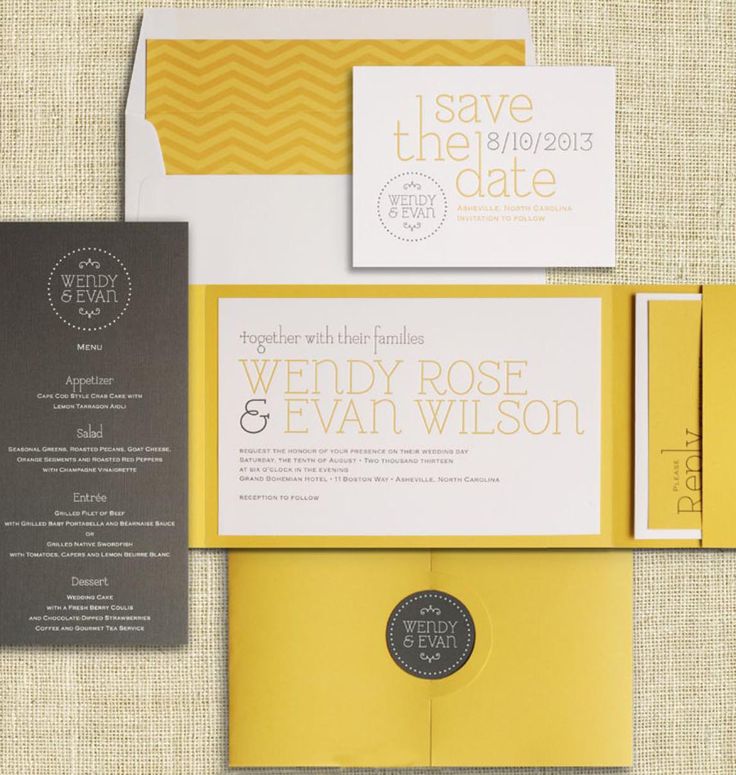 save
the 8/10/2013
date
WENDY
& EVAN
ASHEVILLE, NORTH CAROLINA
INVITATION TO FOLLOW
WENDY
& EVAN
MENU
Appetizer
CAPE COD STYLE CRAB CAKE WITH
LEMON TARRAGON AIOLI
Salad
SEASONAL GREENS, ROASTED PECANS, GOAT CHEESE,
ORANGE SEGMENTS AND ROASTED RED PEPPERS
WITH CHAMPAGNE VINAIGRETTE
Entrée
GRILLED FILET OF BEEF
WITH GRILLED BABY PORTABELLA AND BÉARNAISE SAUCE
OR
GRILLED NATIVE SWORDFISH
WITH TOMATOES, CAPERS AND LEMON BEURRE BLANC
Dessert
WEDDING CAKE
WITH A FRESH BERRY COULIS
AND CHOCOLATE-DIPPED STRAWBERRIES
COFFEE AND GOURMET TEA SERVICE
together with their families
WENDY ROSE
& EVAN WILSON
REQUEST THE HONOUR OF YOUR PRESENCE ON THEIR WEDDING DAY
SATURDAY, THE TENTH OF AUGUST • TWO THOUSAND THIRTEEN
AT SIX O'CLOCK IN THE EVENING
GRAND BOHEMIAN HOTEL • 11 BOSTON WAY • ASHEVILLE, NORTH CAROLINA
RECEPTION TO FOLLOW
PLEASE
Reply
WENDY
& EVAN